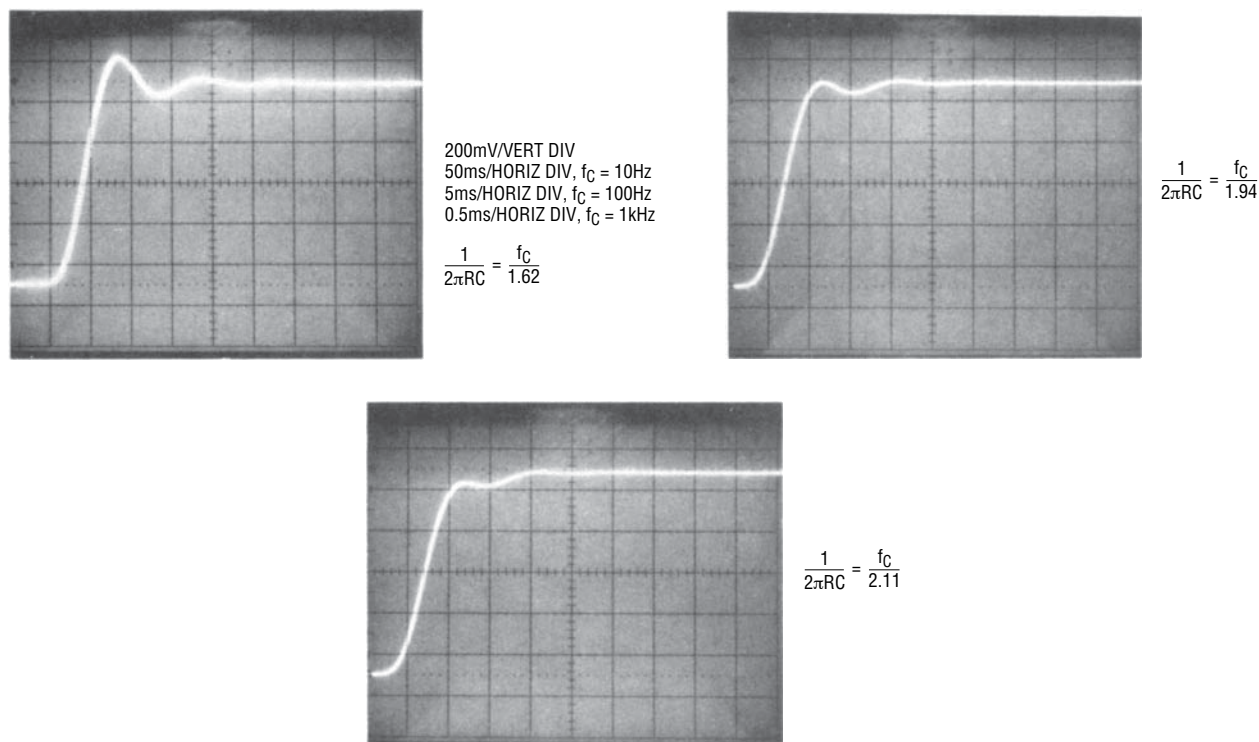 200mV/VERT DIV
50ms/HORIZ DIV, fC = 10Hz
5ms/HORIZ DIV, fC = 100Hz
0.5ms/HORIZ DIV, fC = 1kHz
1/2πRC = fC/1.62
1/2πRC = fC/1.94
1/2πRC = fC/2.11